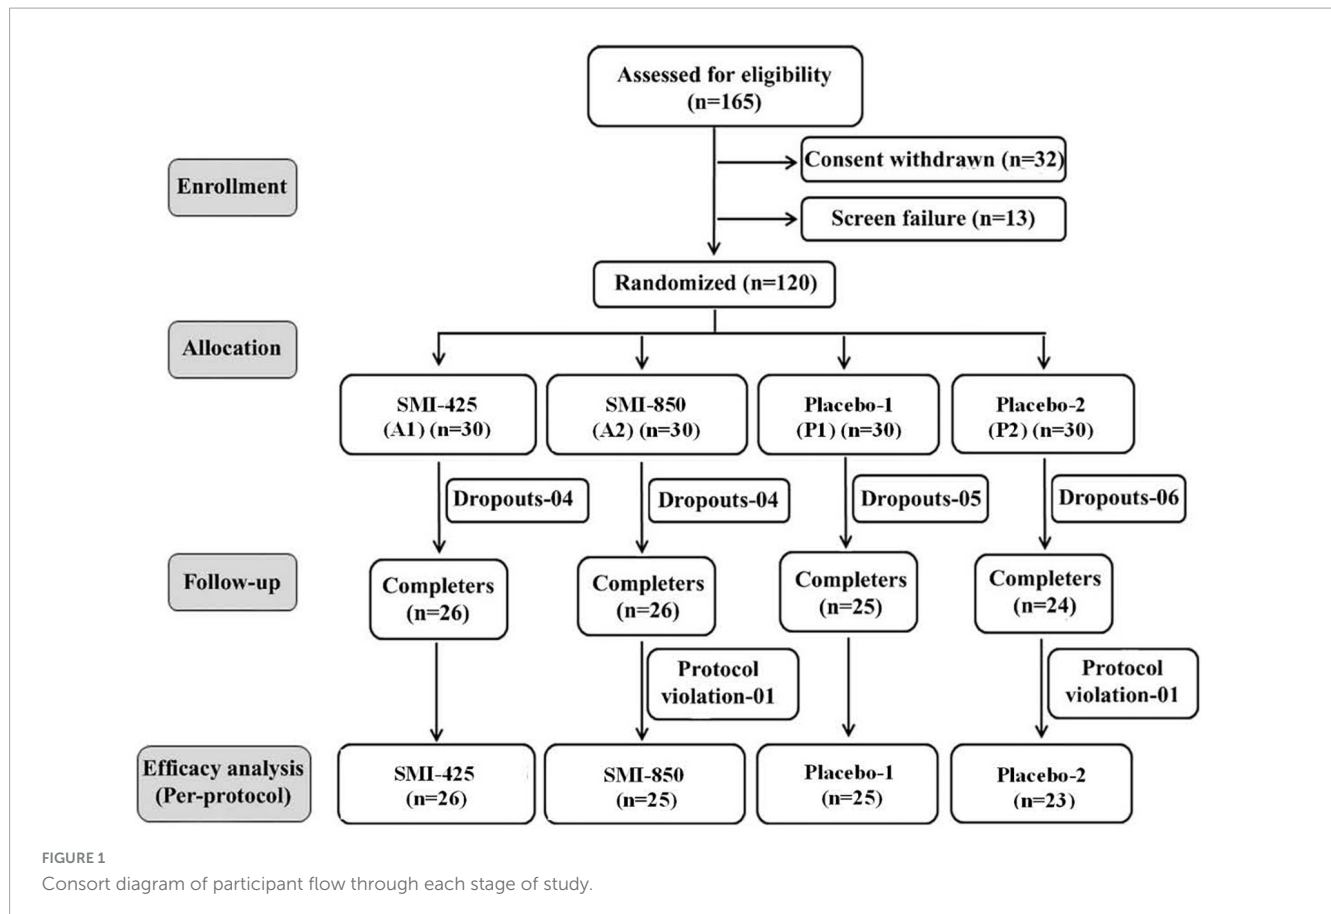 Assessed for eligibility
(n=165)
Consent withdrawn (n=32)
Enrollment
Screen failure (n=13)
Randomized (n=120)
Allocation
SMI-425
(A1) (n=30)
SMI-850
(A2) (n=30)
Placebo-1
(P1) (n=30)
Placebo-2
(P2) (n=30)
Dropouts-04
Dropouts-04
Dropouts-05
Dropouts-06
Follow-up
Completers
(n=26)
Completers
(n=26)
Completers
(n=25)
Completers
(n=24)
Protocol
violation-01
Protocol
violation-01
Efficacy analysis
(Per-protocol)
SMI-425
(n=26)
SMI-850
(n=25)
Placebo-1
(n=25)
Placebo-2
(n=23)
FIGURE 1
Consort diagram of participant flow through each stage of study.